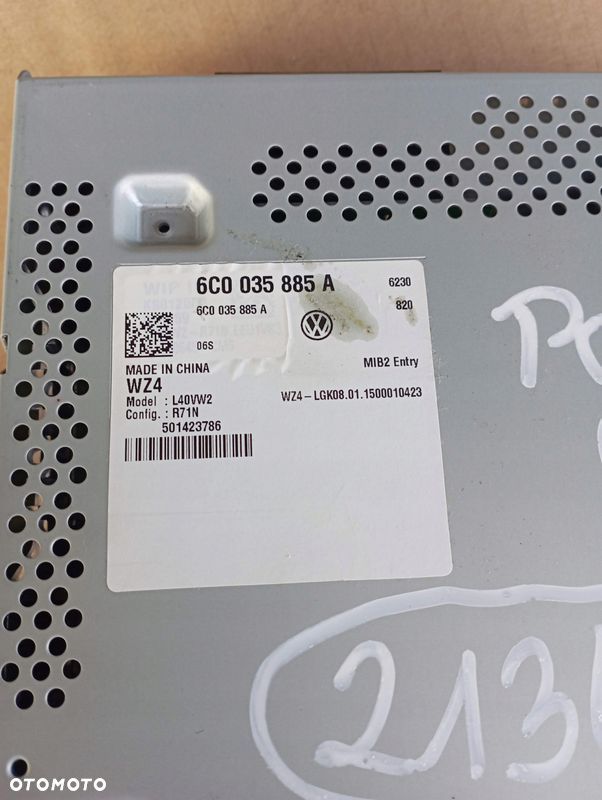 6C0 035 885 A
6230
6C0 035 885 A
820
06S
MADE IN CHINA
MIB2 Entry
WZ4
Model : L40VW2
WZ4-LGK08.01.1500010423
Config. : R71N
501423786
213
OTOMOTO